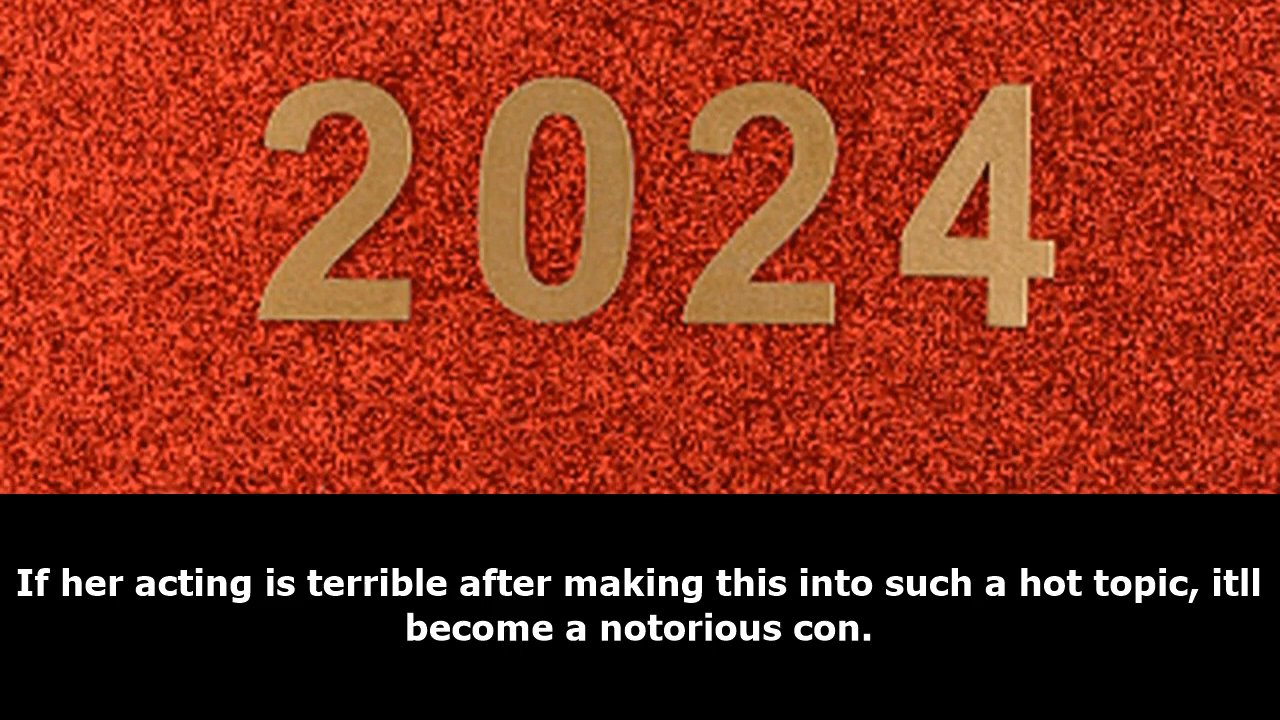 2024
If her acting is terrible after making this into such a hot topic, itll
become a notorious con.